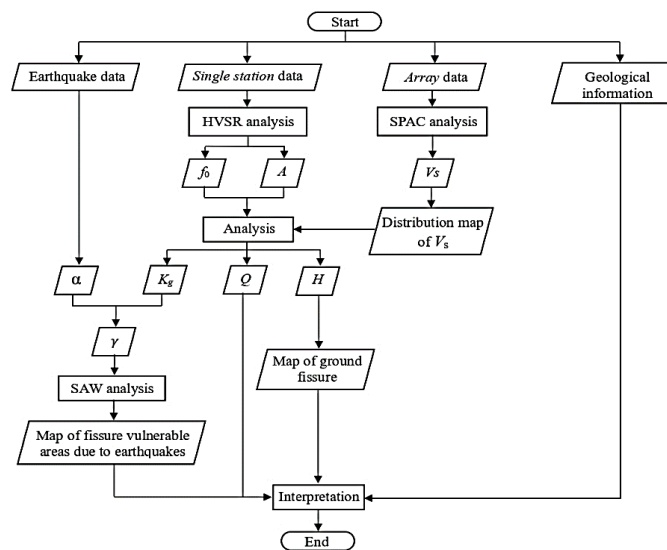 Start
Earthquake data
Single station data
Array data
Geological
information
HVSR analysis
SPAC analysis
f₀
A
Vs
Analysis
Distribution map
of Vₛ
α
K_g
Q
H
γ
Map of ground
fissure
SAW analysis
Map of fissure vulnerable
areas due to earthquakes
Interpretation
End